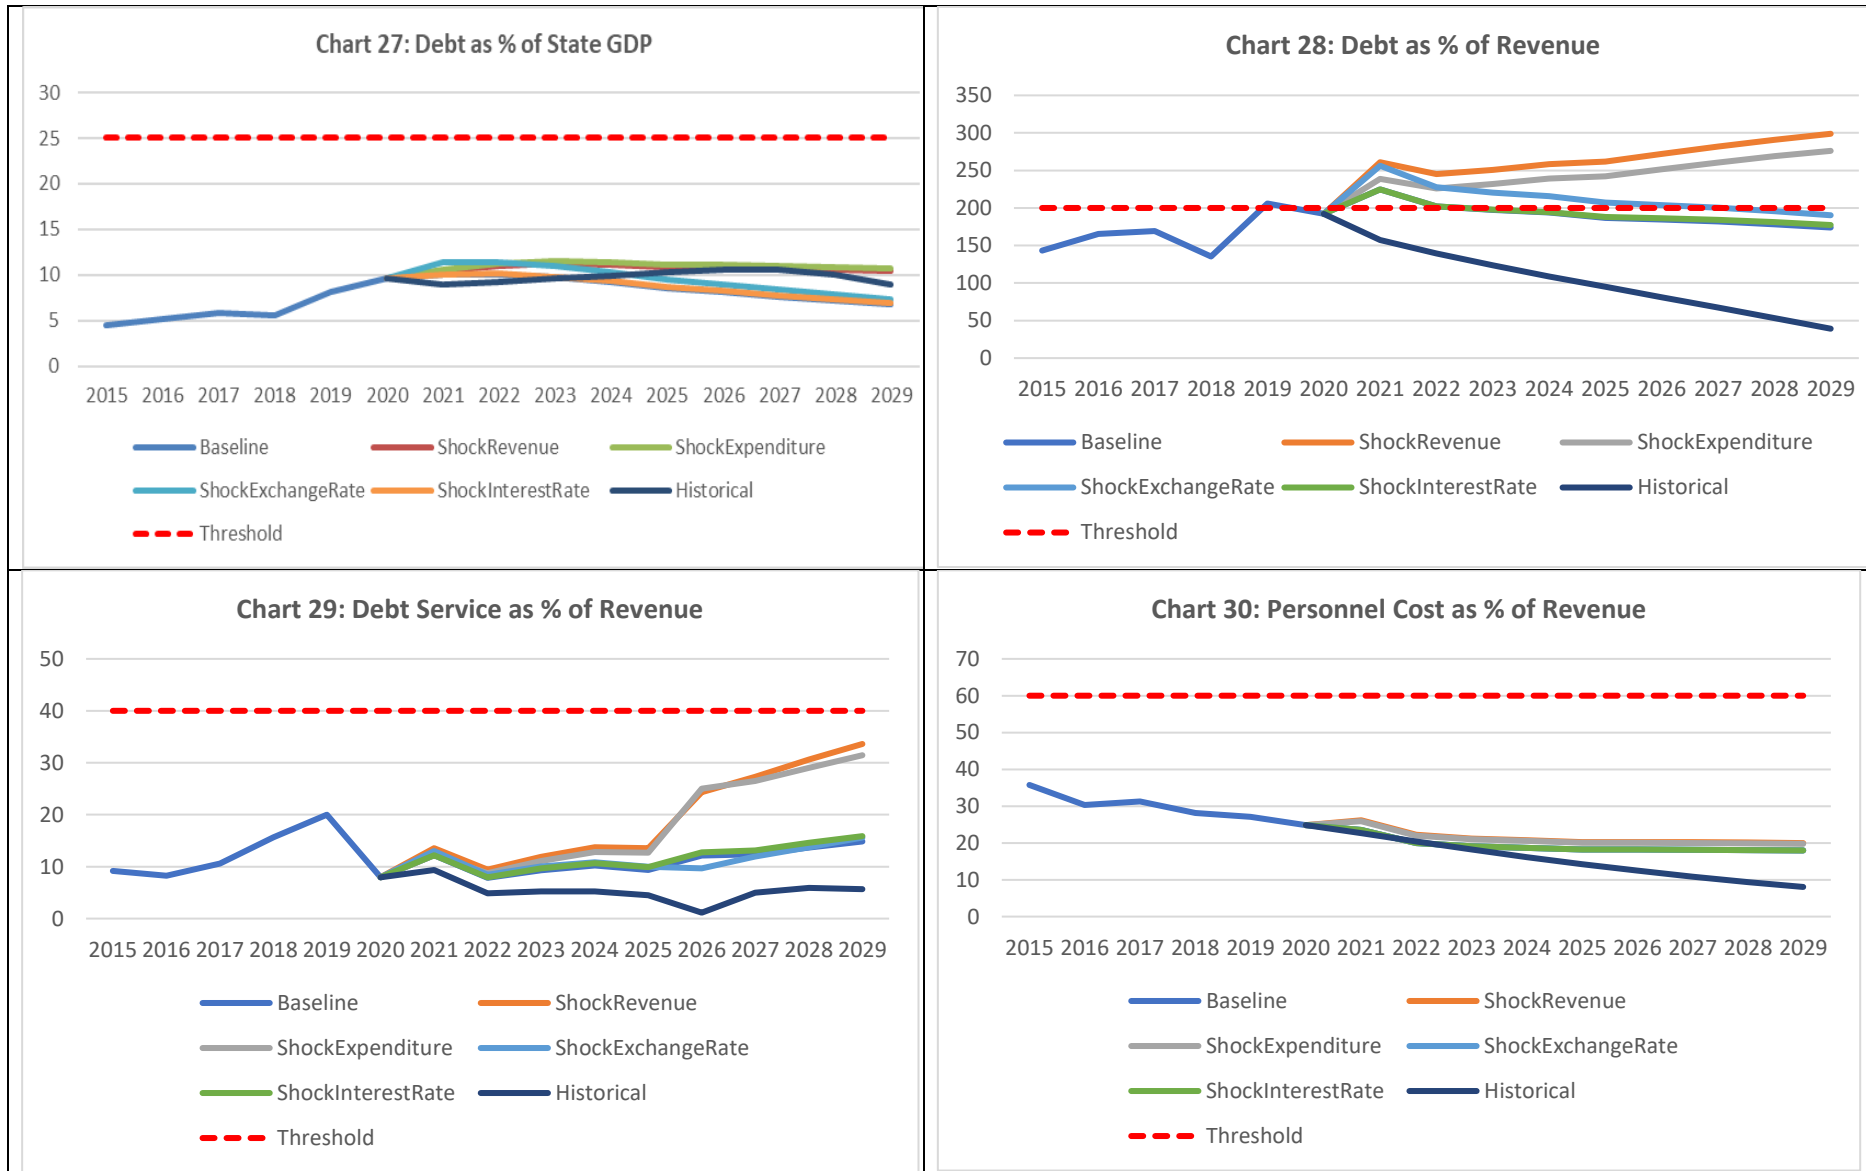 Chart 27: Debt as % of State GDP
30
25
20
15
10
5
0
2015 2016 2017 2018 2019 2020 2021 2022 2023 2024 2025 2026 2027 2028 2029
Baseline ShockRevenue ShockExpenditure
ShockExchangeRate ShockInterestRate Historical
Threshold
Chart 28: Debt as % of Revenue
350
300
250
200
150
100
50
0
2015 2016 2017 2018 2019 2020 2021 2022 2023 2024 2025 2026 2027 2028 2029
Baseline ShockRevenue ShockExpenditure
ShockExchangeRate ShockInterestRate Historical
Threshold
Chart 29: Debt Service as % of Revenue
50
40
30
20
10
0
2015 2016 2017 2018 2019 2020 2021 2022 2023 2024 2025 2026 2027 2028 2029
Baseline ShockRevenue
ShockExpenditure ShockExchangeRate
ShockInterestRate Historical
Threshold
Chart 30: Personnel Cost as % of Revenue
70
60
50
40
30
20
10
0
2015 2016 2017 2018 2019 2020 2021 2022 2023 2024 2025 2026 2027 2028 2029
Baseline ShockRevenue
ShockExpenditure ShockExchangeRate
ShockInterestRate Historical
Threshold